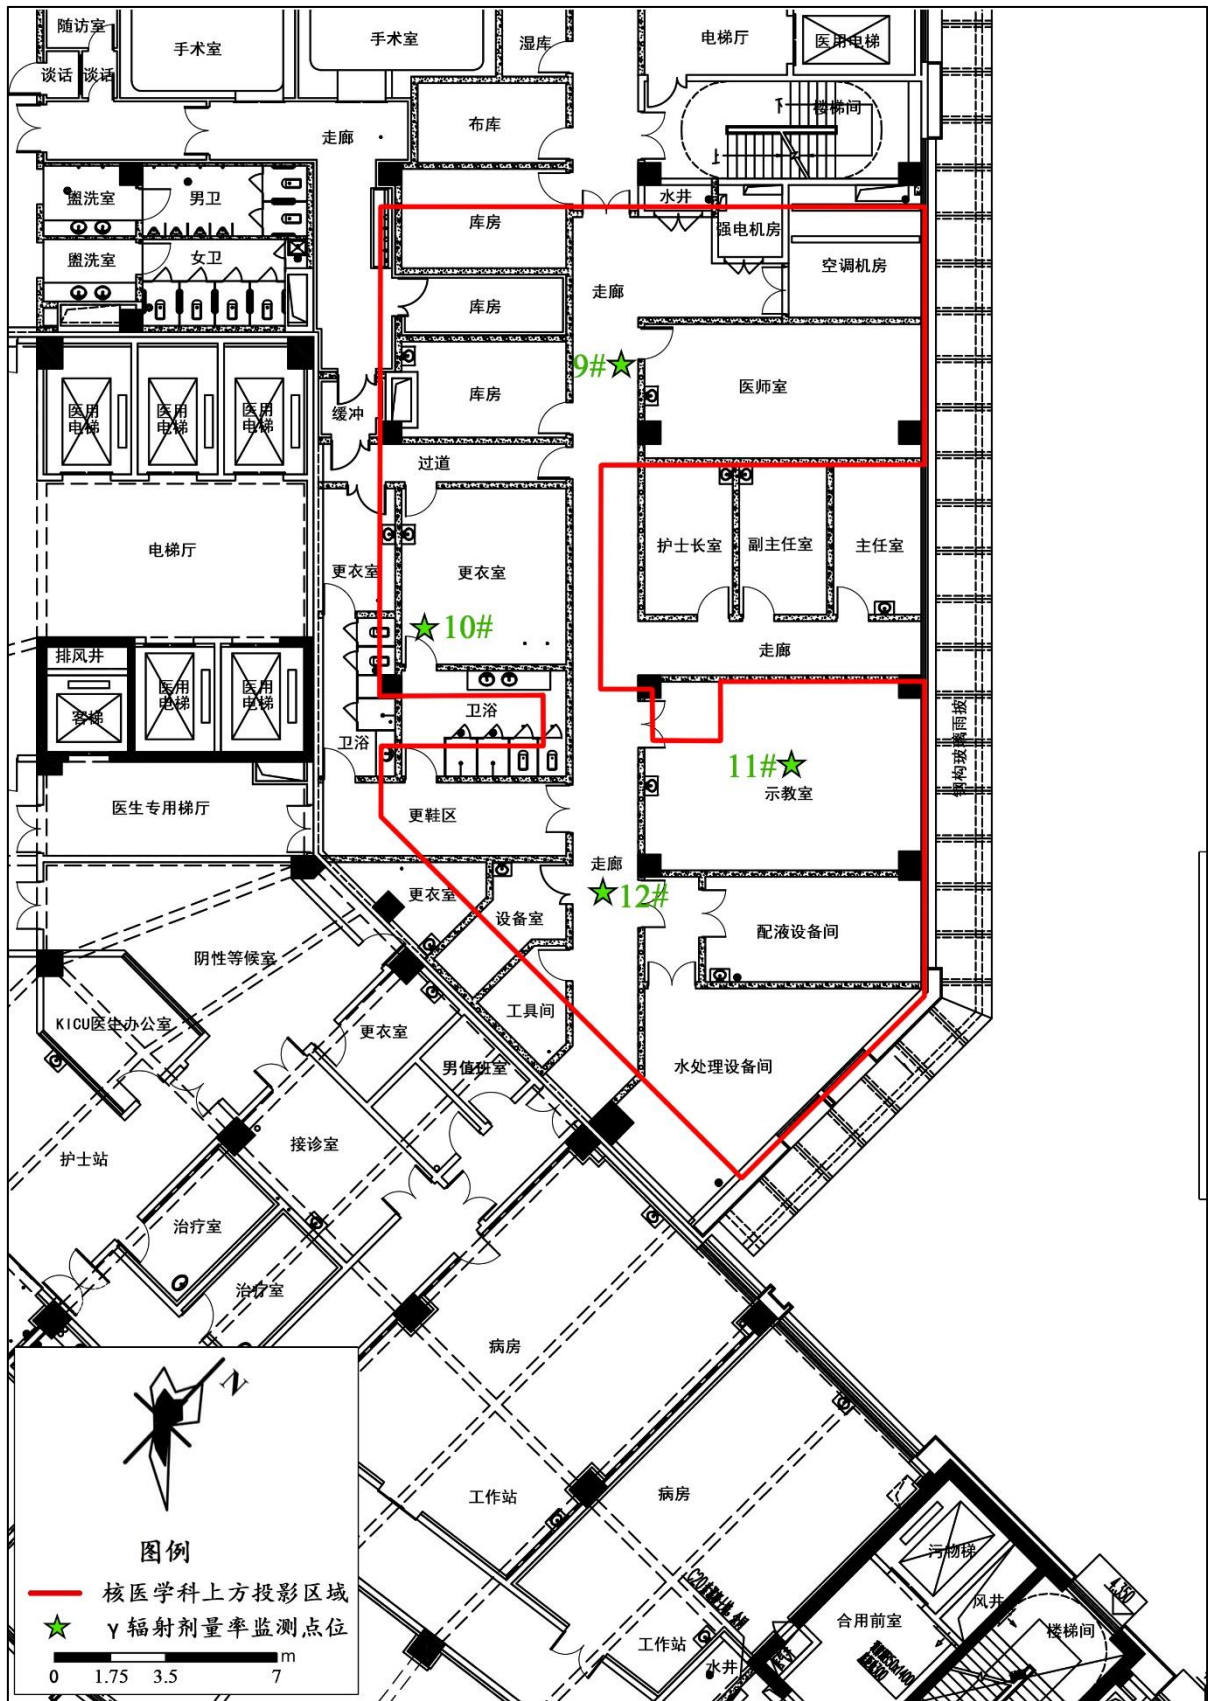 随访室
手术室
手术室
湿库
电梯厅
医用电梯
谈话
谈话
布库
下
楼梯间
走廊
上
盥洗室
男卫
库房
水井
强电机房
盥洗室
女卫
空调机房
库房
走廊
9#
医师室
医用
电梯
医用
电梯
医用
电梯
缓冲
库房
过道
电梯厅
更衣室
更衣室
护士长室
副主任室
主任室
10#
走廊
排风井
客梯
医用
电梯
医用
电梯
卫浴
卫浴
钢构玻璃雨披
11#
示教室
医生专用梯厅
更鞋区
走廊
12#
更衣室
设备室
配液设备间
阴性等候室
KICU医生办公室
更衣室
工具间
男值班室
水处理设备间
护士站
接诊室
治疗室
治疗室
病房
N
工作站
病房
污物梯
风井
4.350
合用前室
楼梯间
工作站
水井
图例
核医学科上方投影区域
γ辐射剂量率监测点位
0 1.75 3.5 7 m